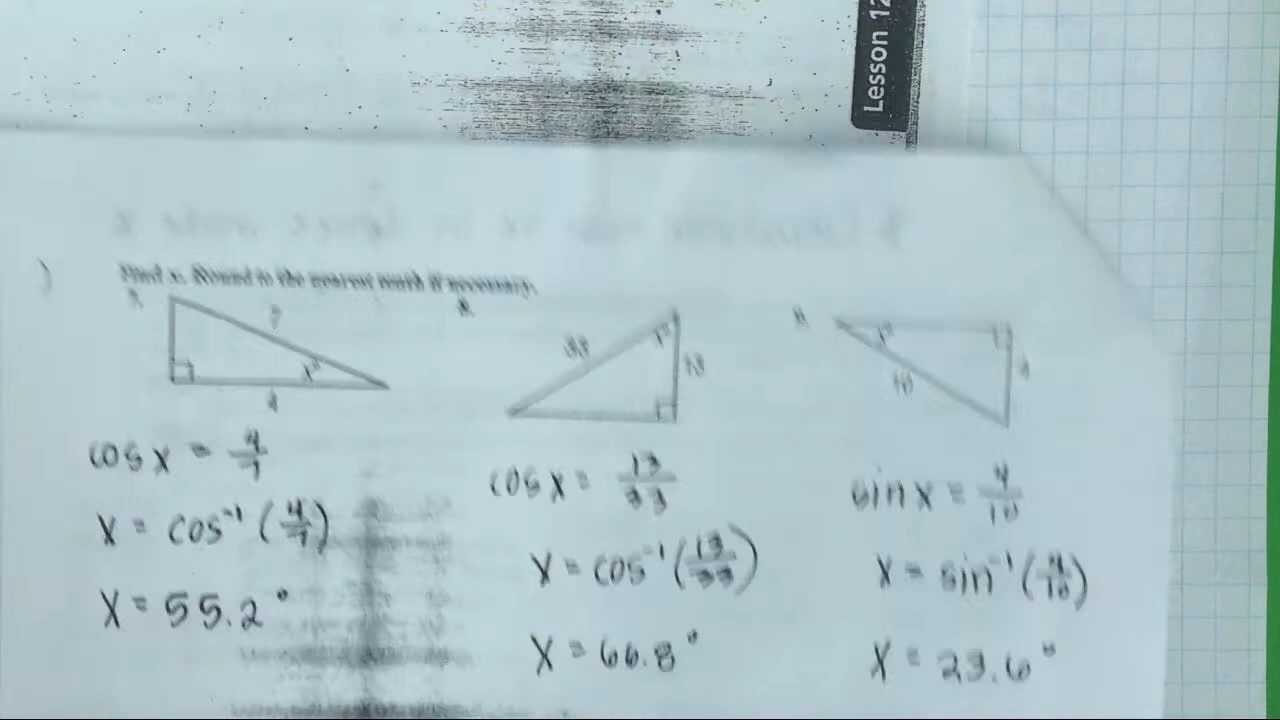 Lesson 12
Find x. Round to the nearest tenth if necessary.
7
x°
4
33
x°
13
x°
10
4
cos x = 4/7
x = cos⁻¹(4/7)
x = 55.2°
cos x = 13/33
x = cos⁻¹(13/33)
x = 66.8°
sin x = 4/10
x = sin⁻¹(4/10)
x = 23.6°